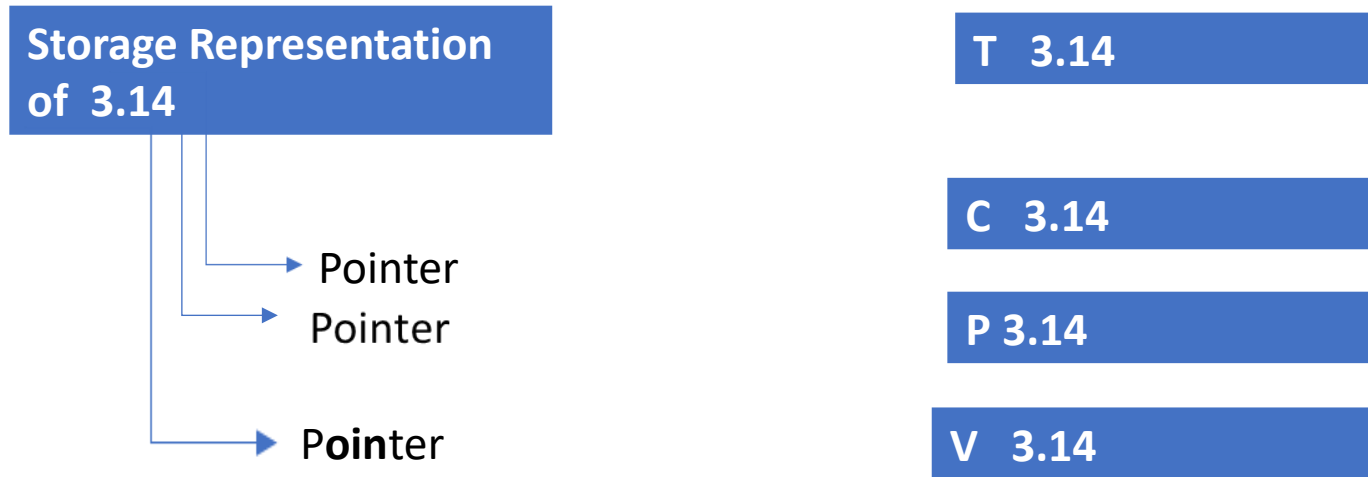 Storage Representation
of 3.14
T 3.14
C 3.14
Pointer
Pointer
P 3.14
Pointer
V 3.14